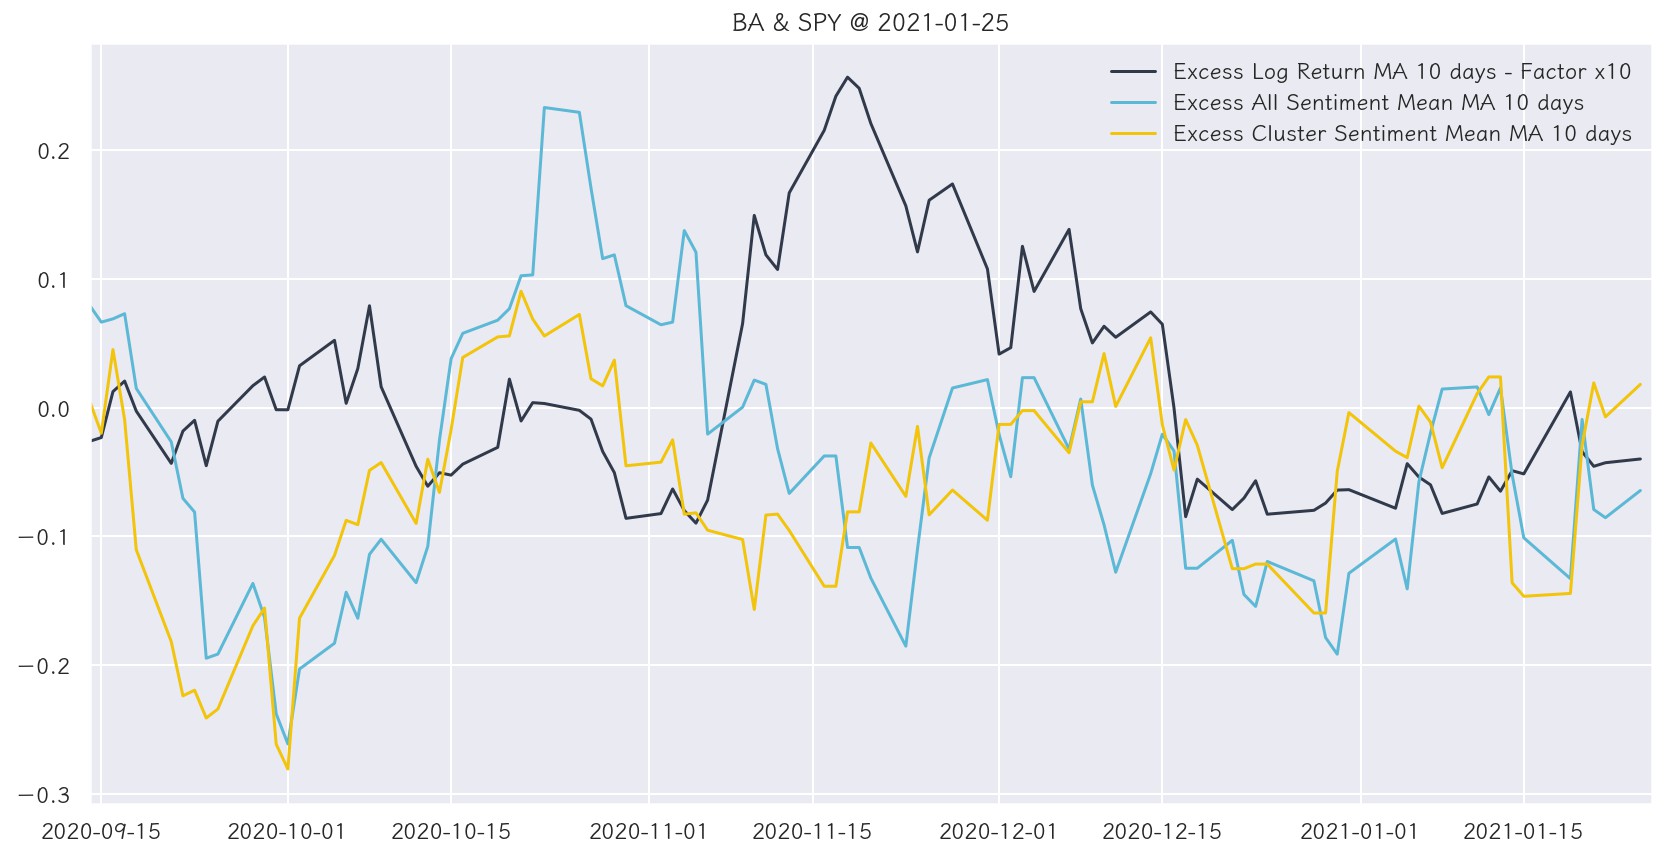 BA & SPY @ 2021-01-25
Excess Log Return MA 10 days - Factor x10
Excess All Sentiment Mean MA 10 days
Excess Cluster Sentiment Mean MA 10 days
0.2
0.1
0.0
−0.1
−0.2
−0.3
2020-09-15 2020-10-01 2020-10-15 2020-11-01 2020-11-15 2020-12-01 2020-12-15 2021-01-01 2021-01-15